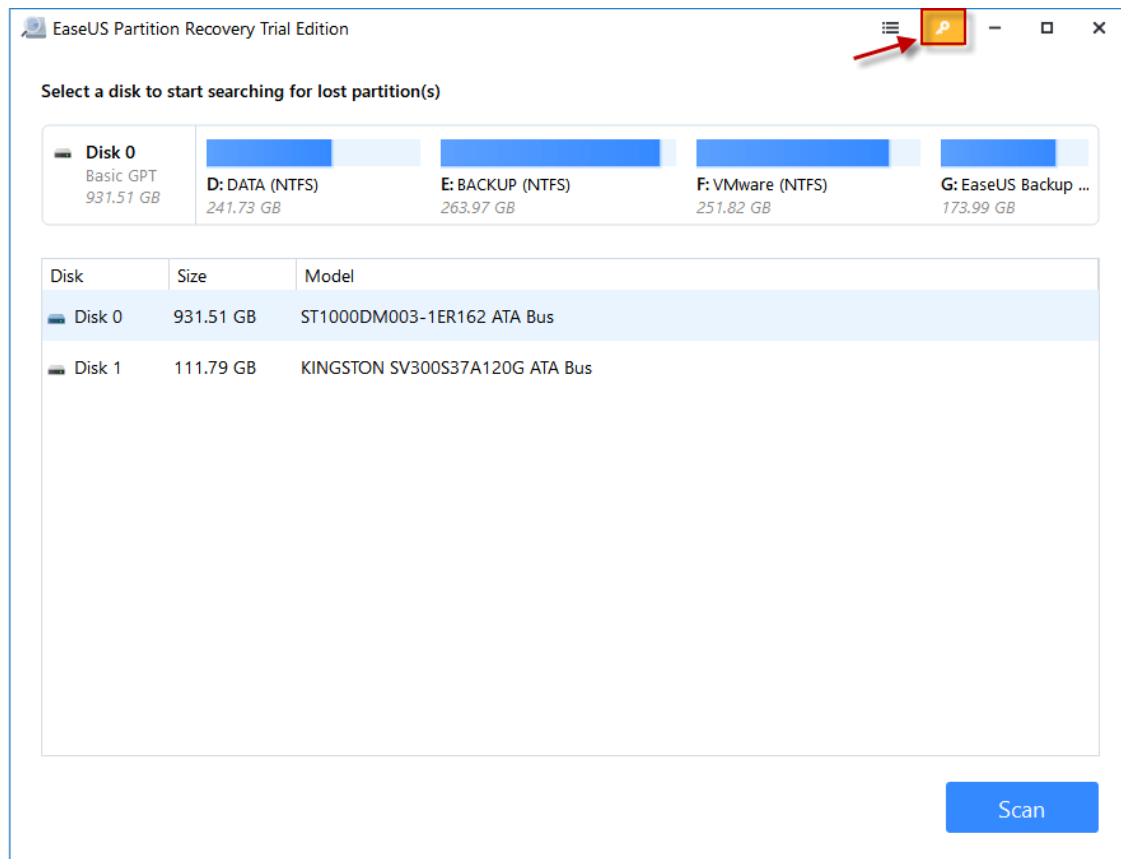 EaseUS Partition Recovery Trial Edition
Select a disk to start searching for lost partition(s)
Disk 0
Basic GPT
931.51 GB
D: DATA (NTFS)
241.73 GB
E: BACKUP (NTFS)
263.97 GB
F: VMware (NTFS)
251.82 GB
G: EaseUS Backup ...
173.99 GB
Disk Size Model
Disk 0 931.51 GB ST1000DM003-1ER162 ATA Bus
Disk 1 111.79 GB KINGSTON SV300S37A120G ATA Bus
Scan